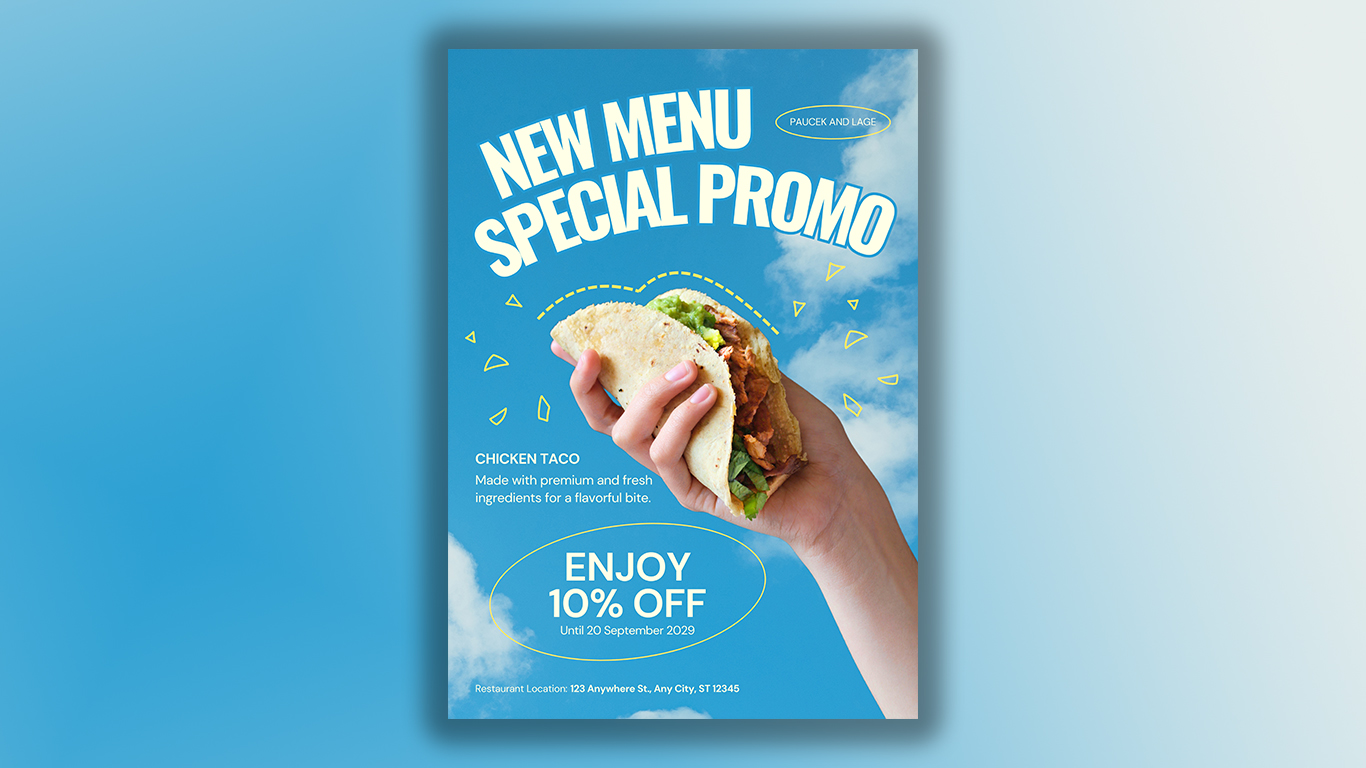 NEW MENU
PAUCEK AND LAGE
SPECIAL PROMO
CHICKEN TACO
Made with premium and fresh
ingredients for a flavorful bite.
ENJOY
10% OFF
Until 20 September 2029
Restaurant Location: 123 Anywhere St., Any City, ST 12345